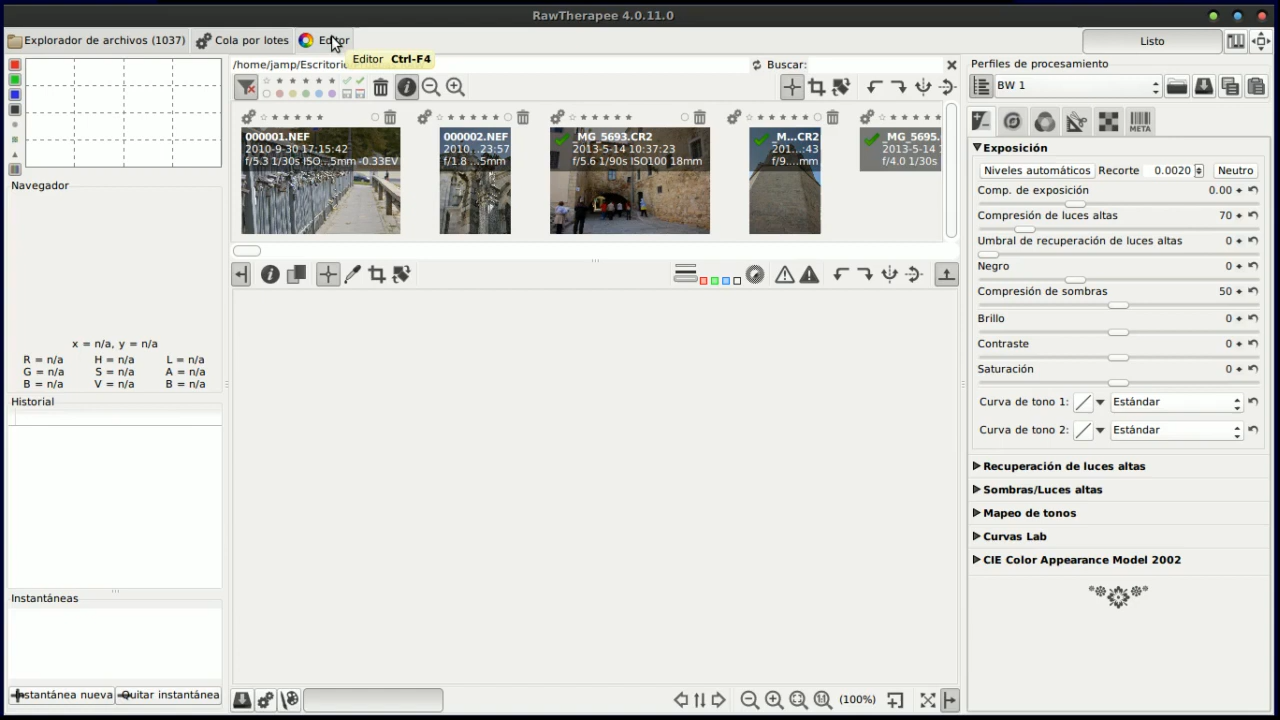 RawTherapee 4.0.11.0
Explorador de archivos (1037)
Cola por lotes
Editor
Listo
Editor Ctrl-F4
/home/jamp/Escritorio
Buscar:
Perfiles de procesamiento
BW 1
META
000001.NEF
2010-9-30 17:15:42
f/5.3 1/30s ISO...5mm -0.33EV
000002.NEF
2010...23:57
f/1.8 ...5mm
_MG_5693.CR2
2013-5-14 10:37:23
f/5.6 1/90s ISO100 18mm
_M...CR2
201...:43
f/9....mm
_MG_5695.
2013-5-14
f/4.0 1/30s
Exposición
Niveles automáticos
Recorte
0.0020
Neutro
Comp. de exposición
0.00
Compresión de luces altas
70
Umbral de recuperación de luces altas
0
Negro
0
Compresión de sombras
50
Brillo
0
Contraste
0
Saturación
0
Curva de tono 1:
Estándar
Curva de tono 2:
Estándar
Recuperación de luces altas
Sombras/Luces altas
Mapeo de tonos
Curvas Lab
CIE Color Appearance Model 2002
Navegador
x = n/a, y = n/a
R = n/a H = n/a L = n/a
G = n/a S = n/a A = n/a
B = n/a V = n/a B = n/a
Historial
Instantáneas
Instantánea nueva
Quitar instantánea
(100%)